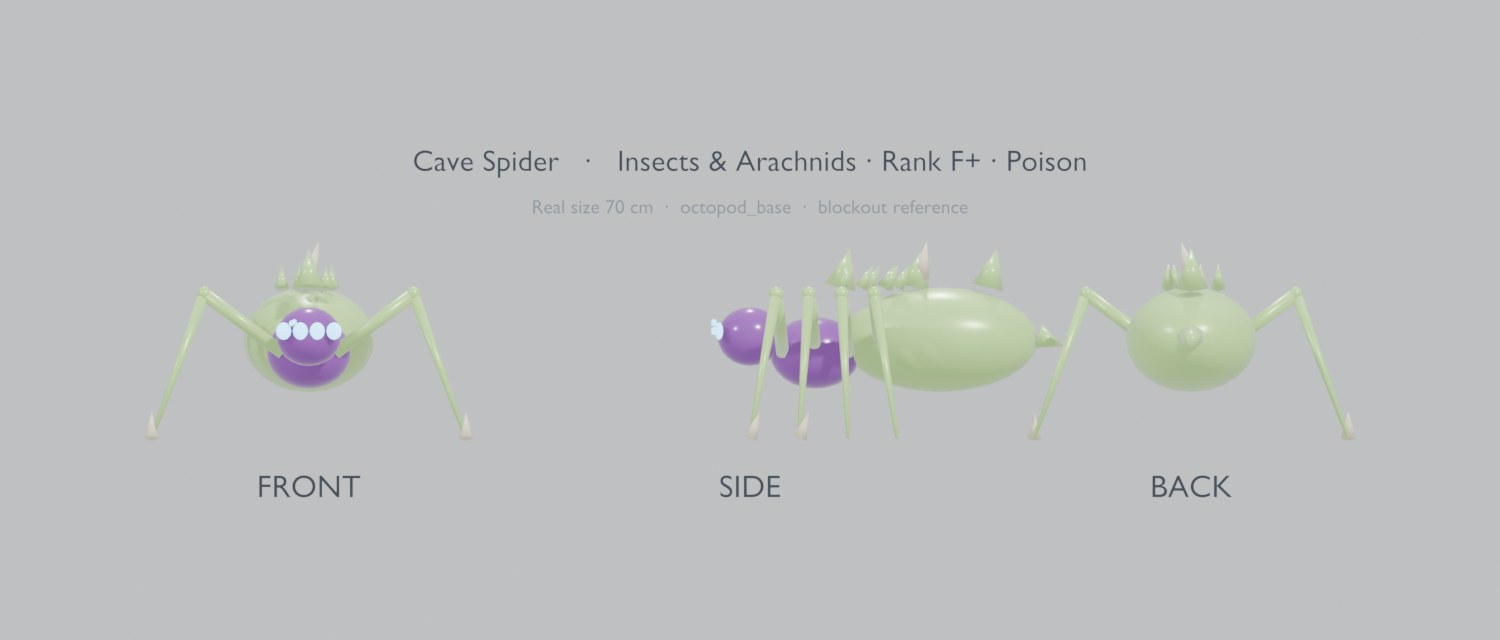 Cave Spider · Insects & Arachnids · Rank F+ · Poison
Real size 70 cm · octopod_base · blockout reference
FRONT
SIDE
BACK